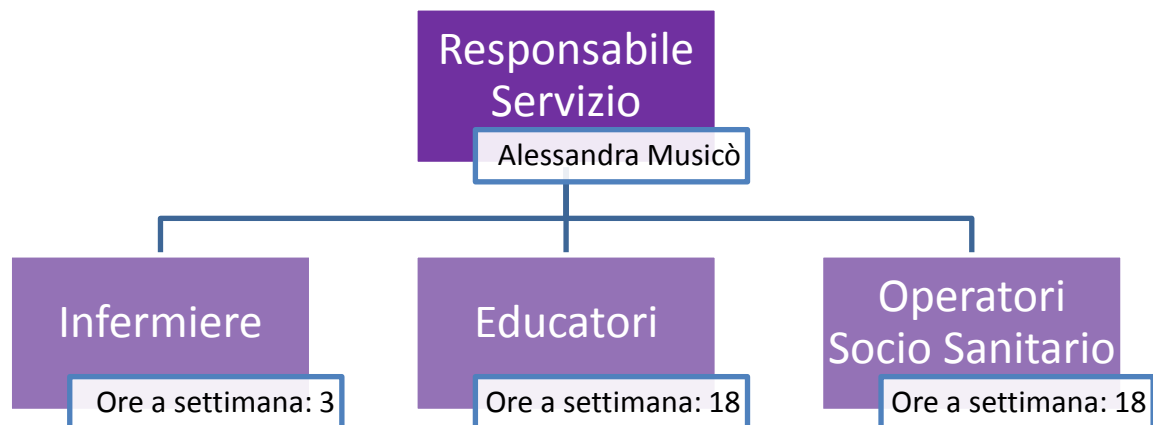 Responsabile
Servizio
Alessandra Musicò
Infermiere
Ore a settimana: 3
Educatori
Ore a settimana: 18
Operatori
Socio Sanitario
Ore a settimana: 18